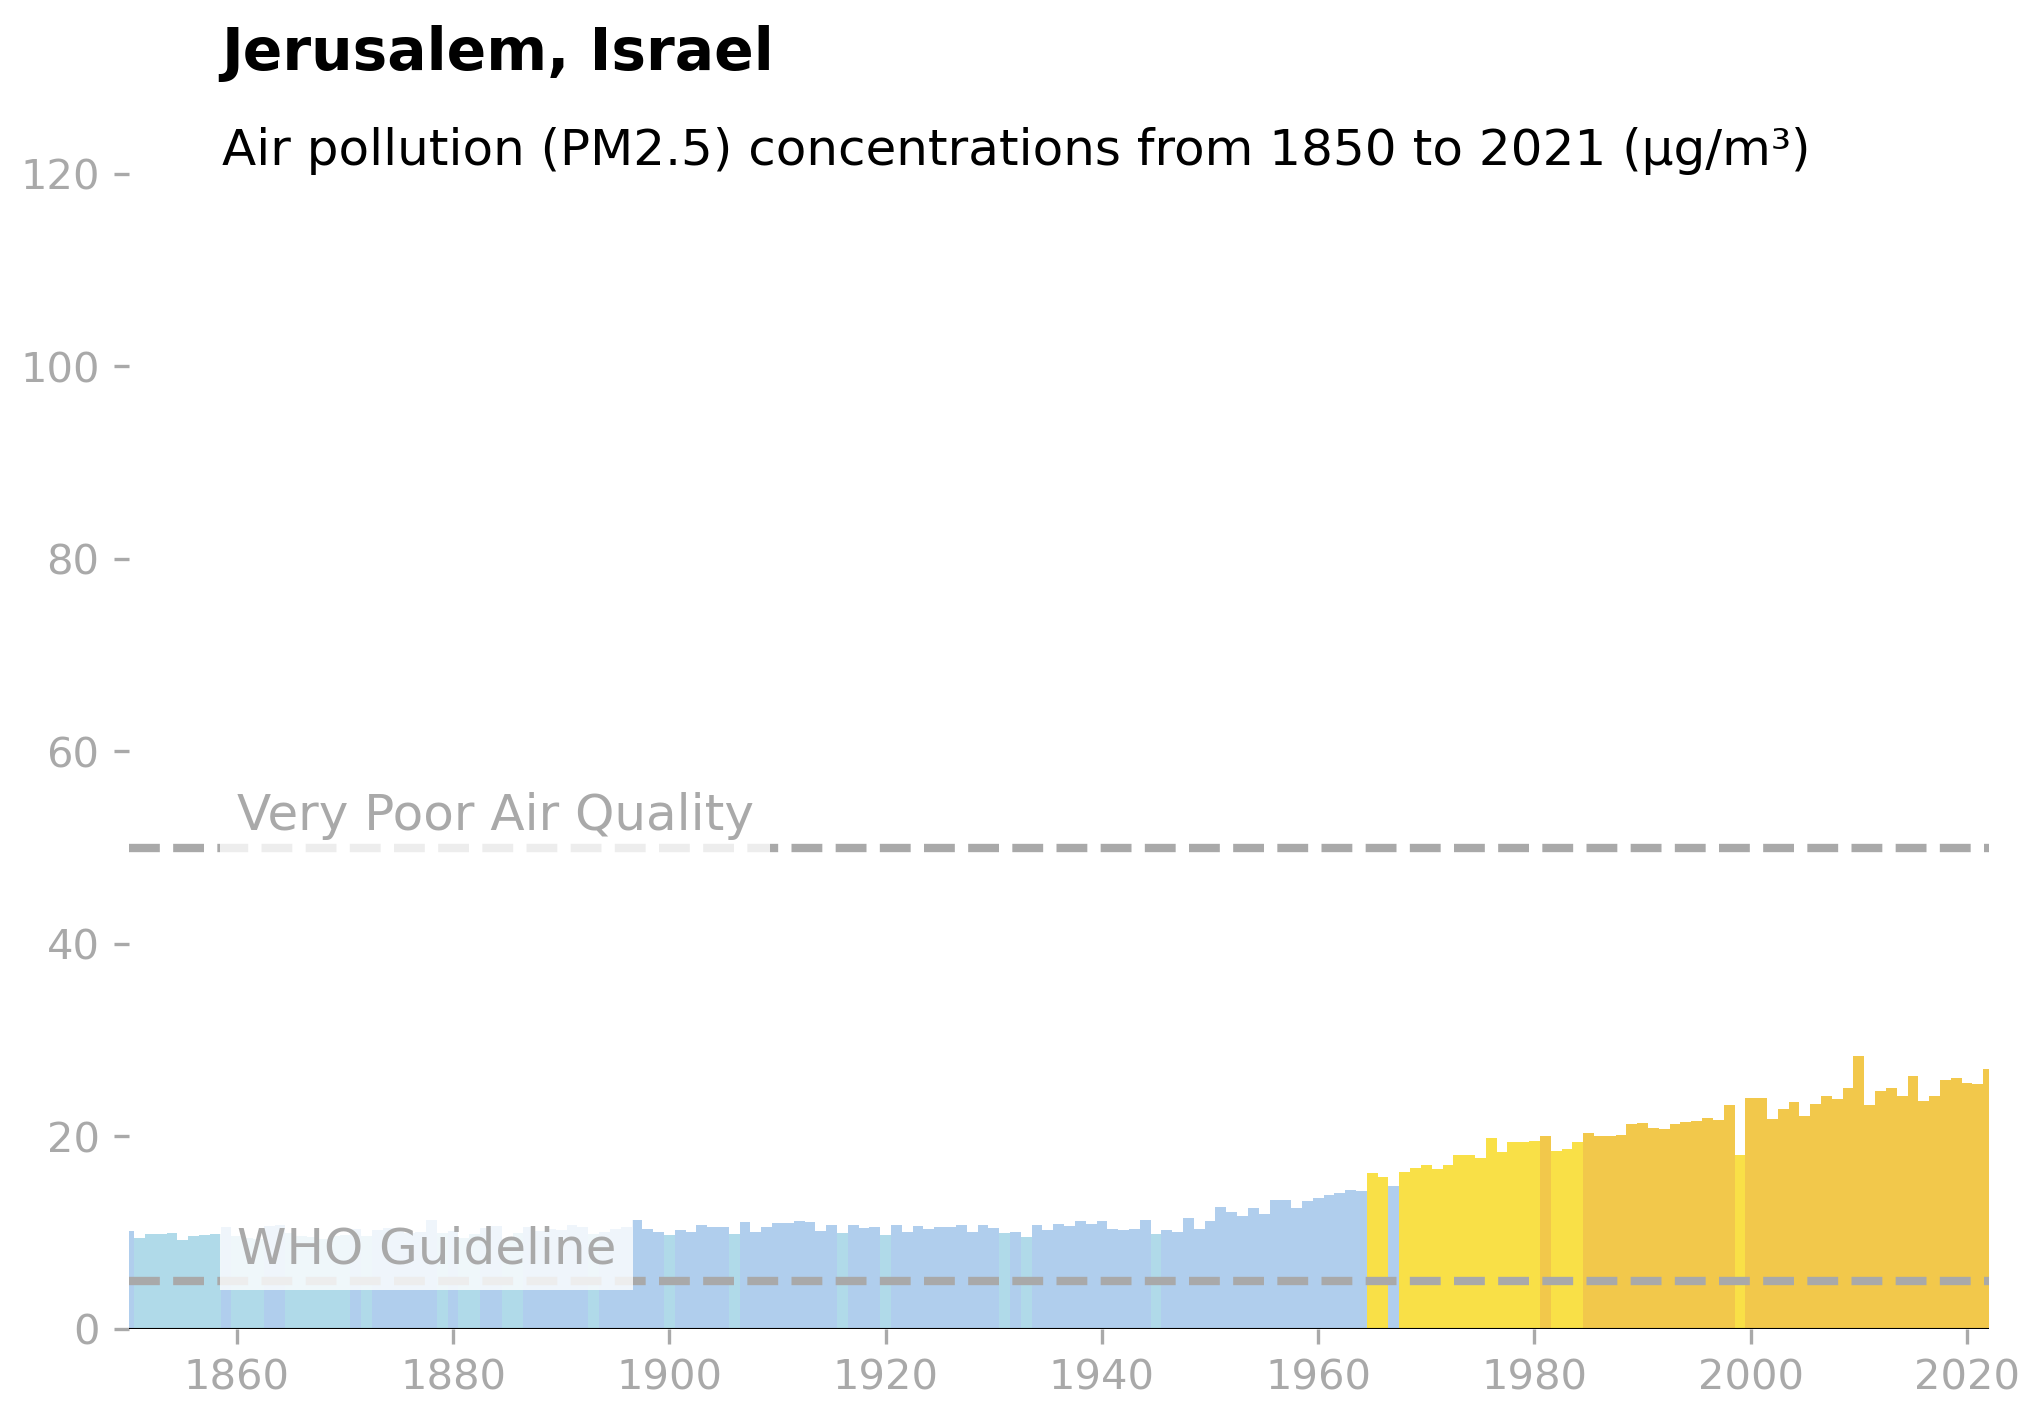 Jerusalem, Israel
Air pollution (PM2.5) concentrations from 1850 to 2021 (μg/m³)
120
100
80
60
Very Poor Air Quality
40
20
WHO Guideline
0
1860 1880 1900 1920 1940 1960 1980 2000 2020